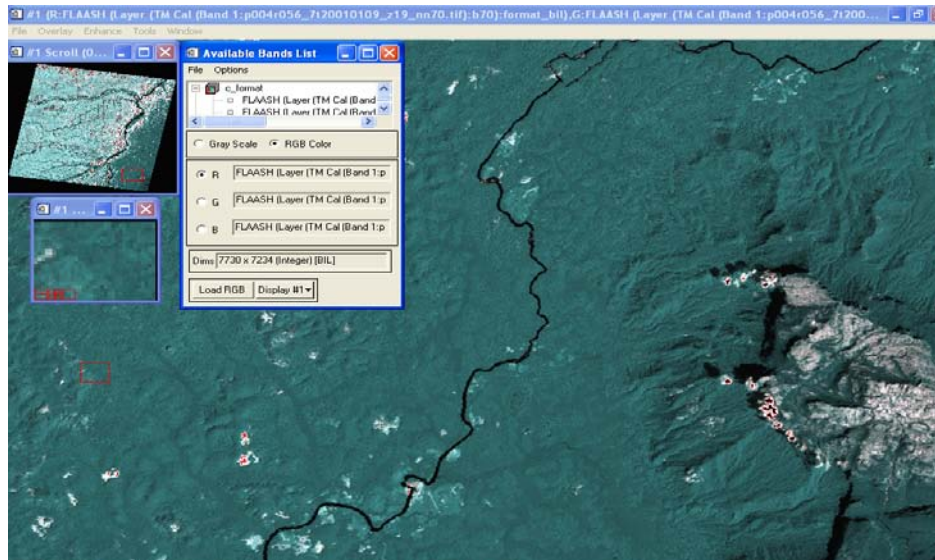 #1 (R:FLAASH (Layer (TM Cal (Band 1:p004r056_7t20010109_z19_nn70.tif):b70):formal_bil),G:FLAASH (Layer (TM Cal (Band 1:p004r056_7t200...
File Overlay Enhance Tools Window
#1 Scroll (0....
Available Bands List
File Options
c_format
FLAASH (Layer (TM Cal (Band
FLAASH (Layer (TM Cal (Band
Gray Scale RGB Color
R FLAASH (Layer (TM Cal (Band 1:p
G FLAASH (Layer (TM Cal (Band 1:p
B FLAASH (Layer (TM Cal (Band 1:p
#1 ...
Dims 7730 x 7234 (Integer) [BIL]
Load RGB Display #1